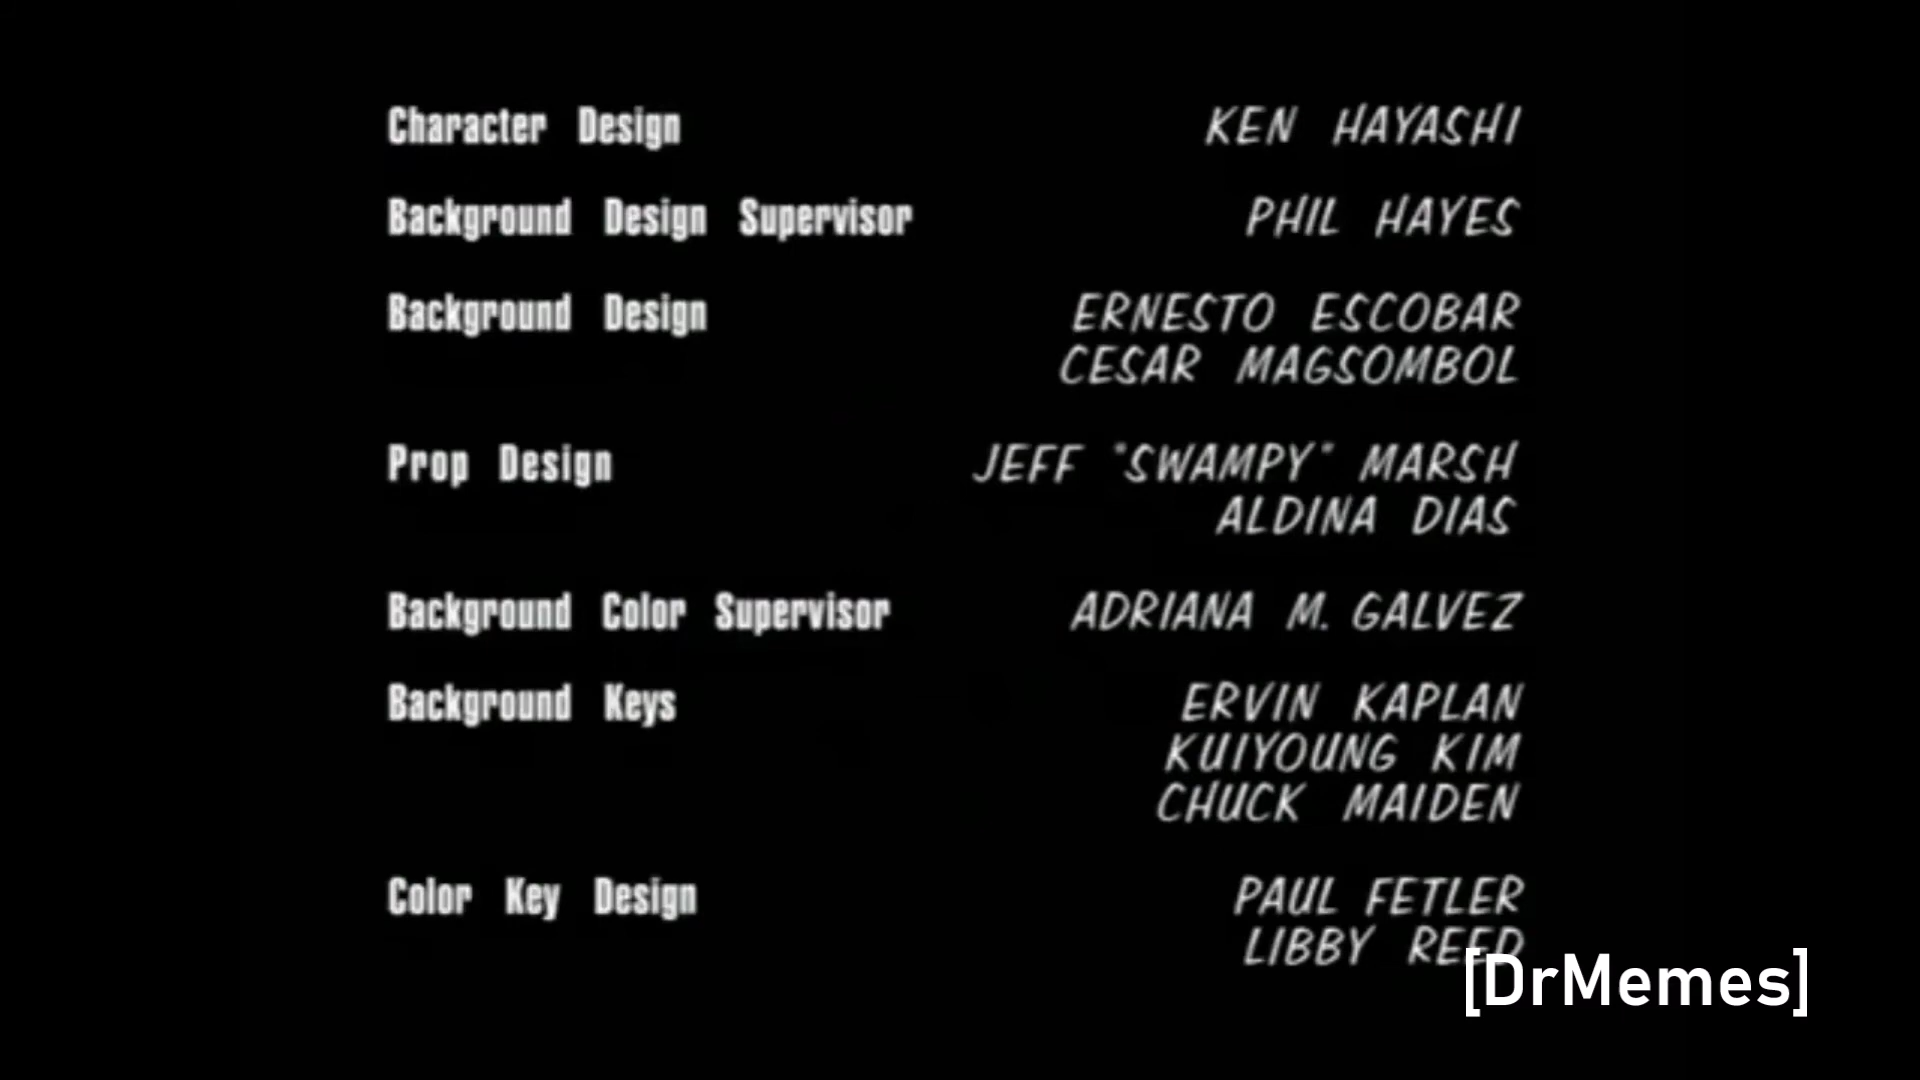 Character Design KEN HAYASHI
Background Design Supervisor PHIL HAYES
Background Design ERNESTO ESCOBAR
CESAR MAGSOMBOL
Prop Design JEFF "SWAMPY" MARSH
ALDINA DIAS
Background Color Supervisor ADRIANA M. GALVEZ
Background Keys ERVIN KAPLAN
KUIYOUNG KIM
CHUCK MAIDEN
Color Key Design PAUL FETLER
LIBBY REED
[DrMemes]